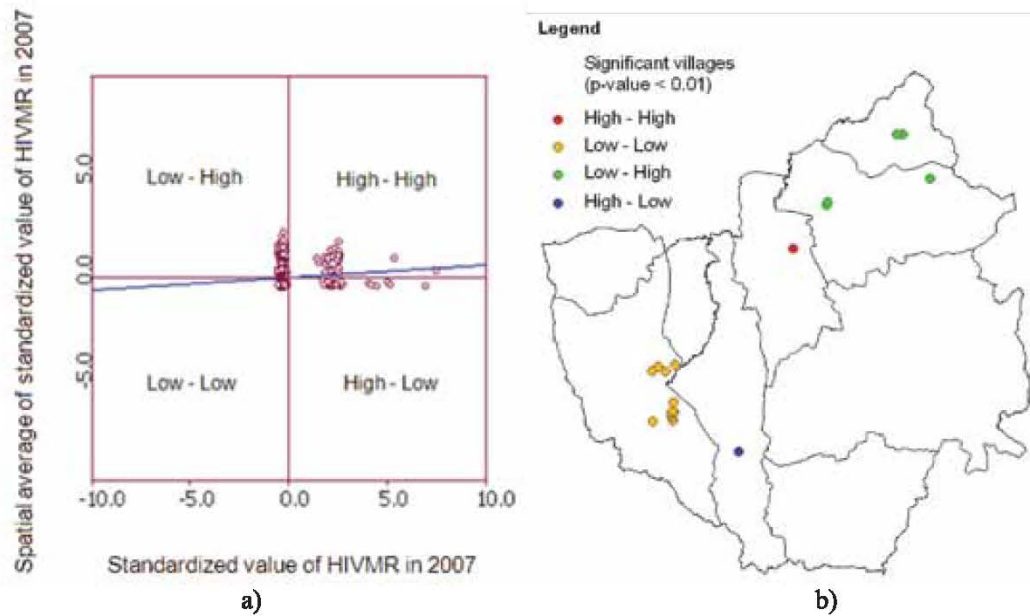 Spatial average of standardized value of HIVMR in 2007
5.0
0.0
-5.0
Low - High
High - High
Low - Low
High - Low
-10.0
-5.0
0.0
5.0
10.0
Standardized value of HIVMR in 2007
a)
Legend
Significant villages
(p-value < 0.01)
High - High
Low - Low
Low - High
High - Low
b)